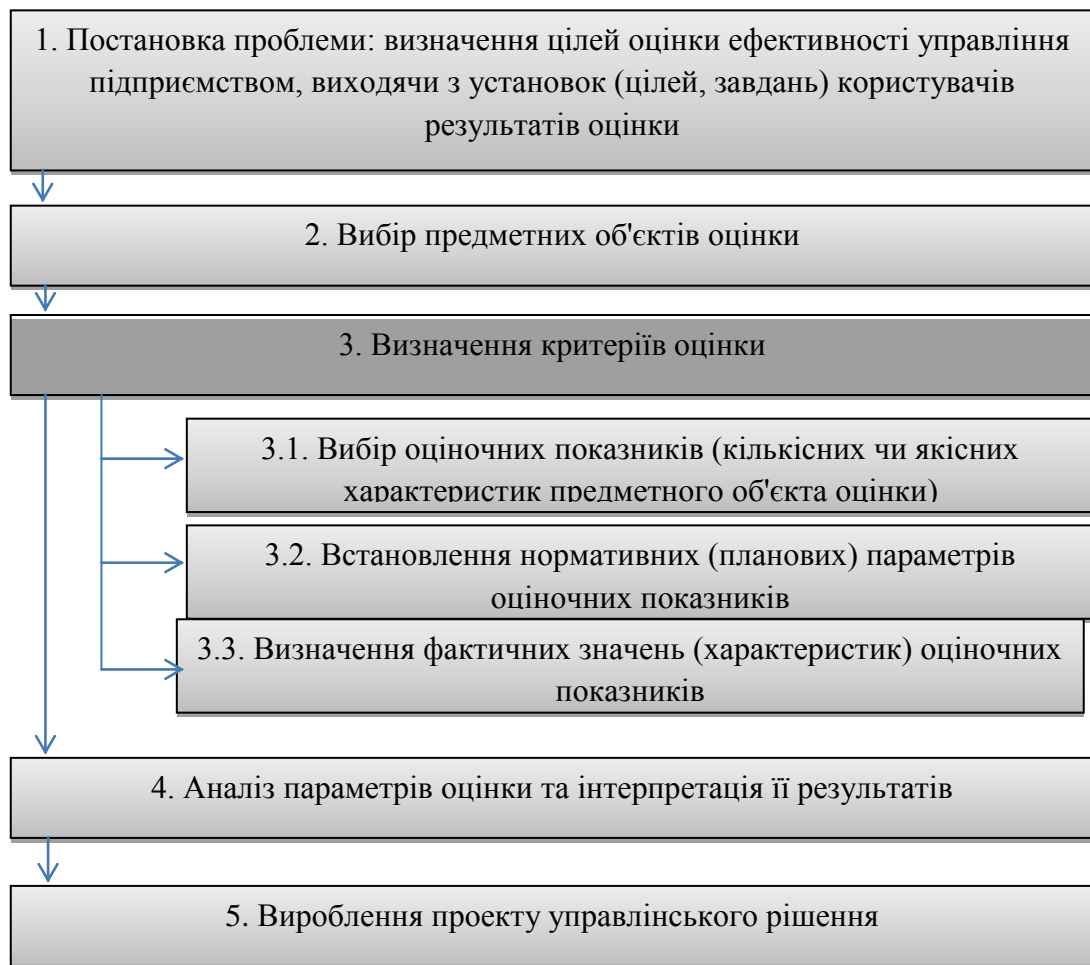 1. Постановка проблеми: визначення цілей оцінки ефективності управління
підприємством, виходячи з установок (цілей, завдань) користувачів
результатів оцінки
2. Вибір предметних об'єктів оцінки
3. Визначення критеріїв оцінки
3.1. Вибір оціночних показників (кількісних чи якісних
характеристик предметного об'єкта оцінки)
3.2. Встановлення нормативних (планових) параметрів
оціночних показників
3.3. Визначення фактичних значень (характеристик) оціночних
показників
4. Аналіз параметрів оцінки та інтерпретація її результатів
5. Вироблення проекту управлінського рішення